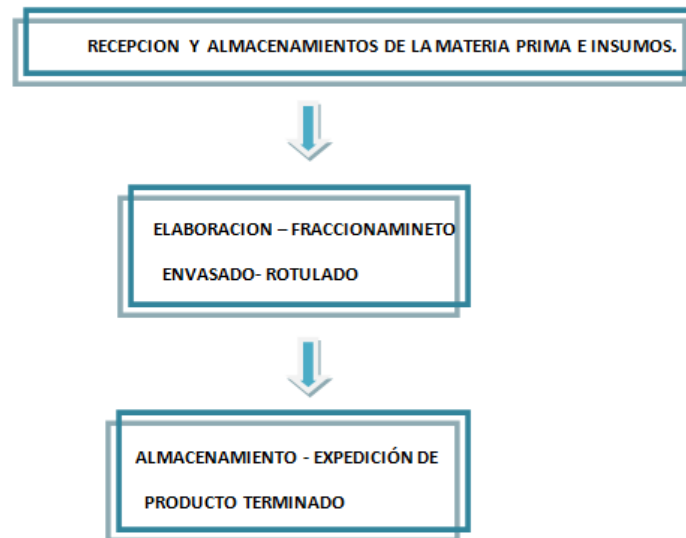 RECEPCION Y ALMACENAMIENTOS DE LA MATERIA PRIMA E INSUMOS.
ELABORACION – FRACCIONAMINETO
ENVASADO- ROTULADO
ALMACENAMIENTO - EXPEDICIÓN DE
PRODUCTO TERMINADO